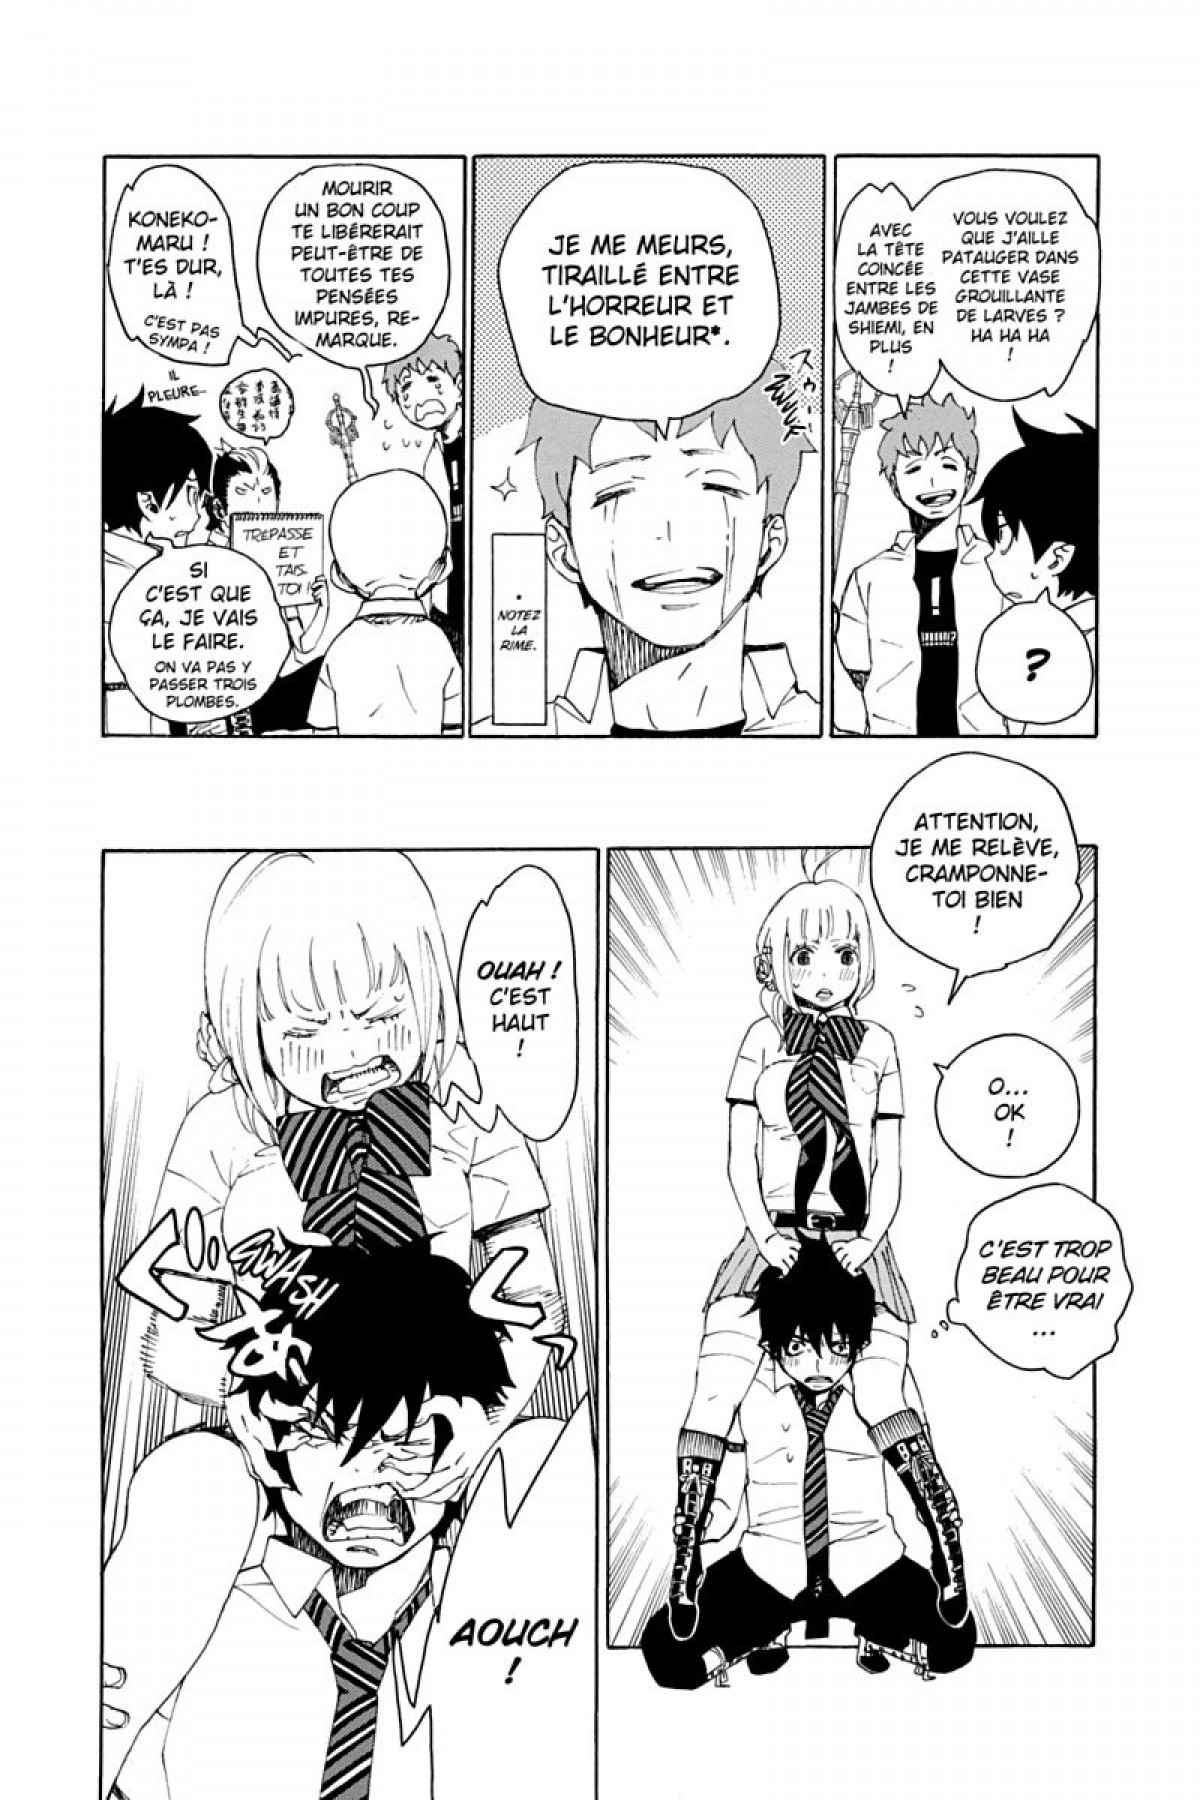 VOUS VOULEZ
QUE J'AILLE
PATAUGER DANS
CETTE VASE
GROUILLANTE
DE LARVES ?
HA HA HA
!
AVEC
LA TÊTE
COINCÉE
ENTRE LES
JAMBES DE
SHIEMI, EN
PLUS
!
?
JE ME MEURS,
TIRAILLÉ ENTRE
L'HORREUR ET
LE BONHEUR*.
*
NOTEZ
LA
RIME.
MOURIR
UN BON COUP
TE LIBÉRERAIT
PEUT-ÊTRE DE
TOUTES TES
PENSÉES
IMPURES, RE-
MARQUE.
KONEKO-
MARU !
T'ES DUR,
LÀ !
C'EST PAS
SYMPA !
IL
PLEURE...
TRÉPASSE
ET
TAIS-
TOI !
SI
C'EST QUE
ÇA, JE VAIS
LE FAIRE.
ON VA PAS Y
PASSER TROIS
PLOMBES.
ATTENTION,
JE ME RELÈVE,
CRAMPONNE-
TOI BIEN
!
O...
OK
!
C'EST TROP
BEAU POUR
ÊTRE VRAI
...
OUAH !
C'EST
HAUT
!
GWASH
AOUCH
!